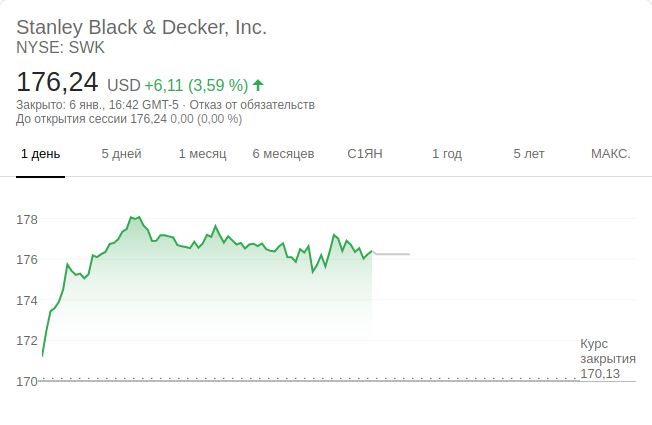 Stanley Black & Decker, Inc.
NYSE: SWK
176,24 USD +6,11 (3,59 %)
Закрыто: 6 янв., 16:42 GMT-5 · Отказ от обязательств
До открытия сессии 176,24 0,00 (0,00 %)
1 день 5 дней 1 месяц 6 месяцев С1ЯН 1 год 5 лет МАКС.
178
176
174
172
170
Курс
закрытия
170,13